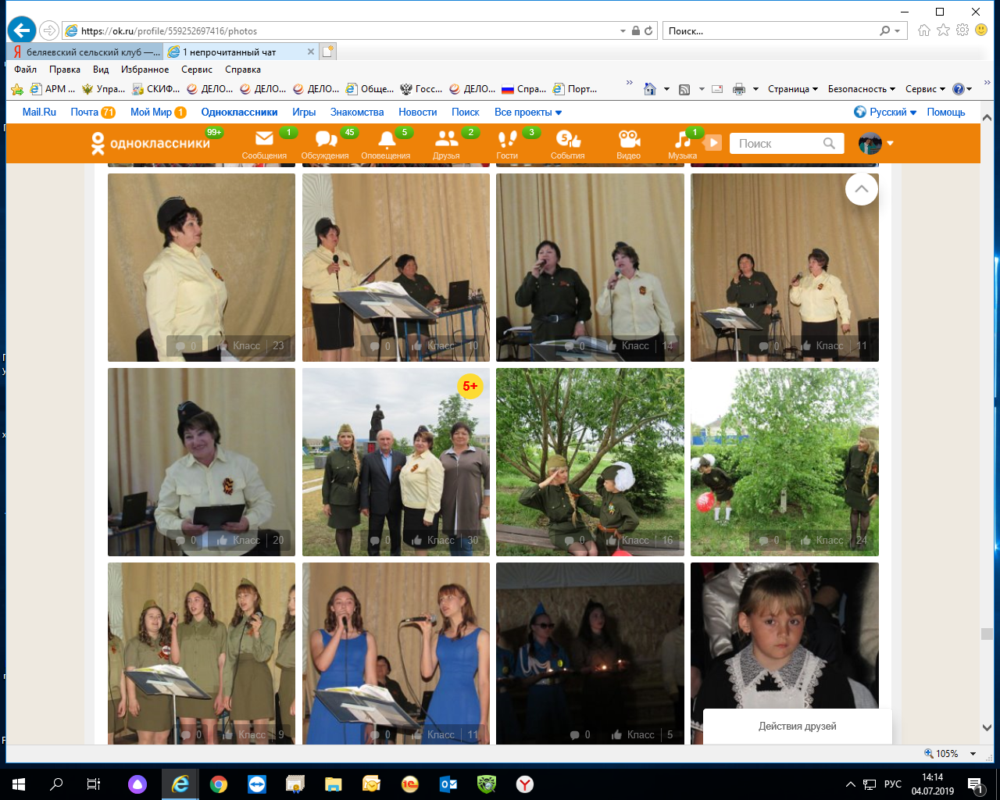 https://ok.ru/profile/559252697416/photos
Поиск...
беляевский сельский клуб —...
1 непрочитанный чат
Файл Правка Вид Избранное Сервис Справка
АРМ ... Упра... СКИФ... ДЕЛО... ДЕЛО... ДЕЛО... Обще... Госс... ДЕЛО... Спра... Порт...
Страница Безопасность Сервис
Mail.Ru Почта 71 Мой Мир 1 Одноклассники Игры Знакомства Новости Поиск Все проекты Русский Помощь
одноклассники 99+
1 45 5 2 3 1
Сообщения Обсуждения Оповещения Друзья Гости События Видео Музыка
Поиск
0 Класс 23
0 Класс 10
0 Класс 14
0 Класс 11
5+
0 Класс 20
0 Класс 30
0 Класс 16
0 Класс 24
0 Класс 9
0 Класс 11
0 Класс 5
Действия друзей
105%
РУС
14:14
04.07.2019
1